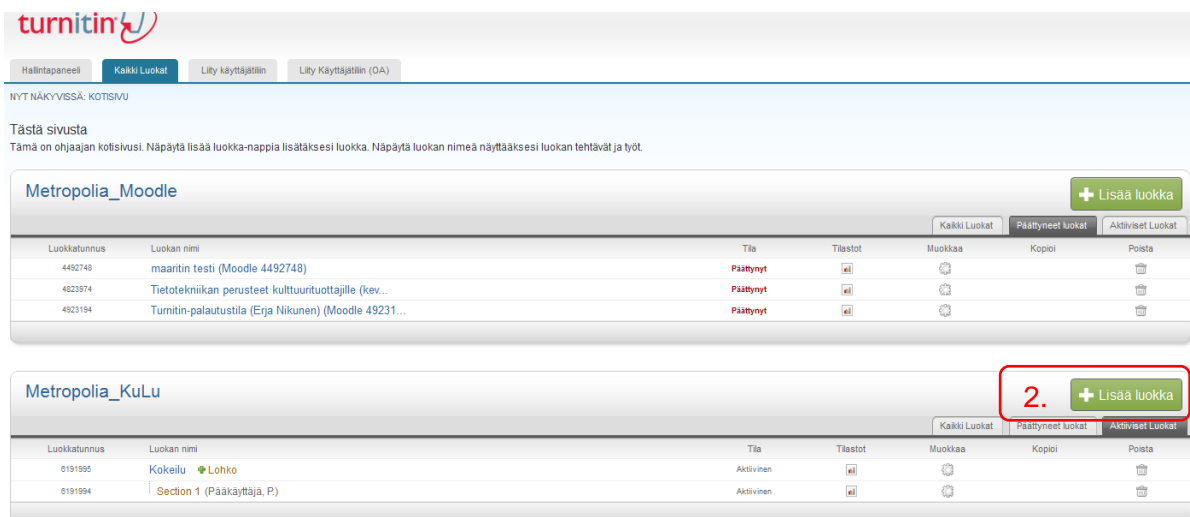 turnitin
Hallintapaneeli Kaikki Luokat Liity käyttäjätiliin Liity Käyttäjätiliin (OA)
NYT NÄKYVISSÄ: KOTISIVU
Tästä sivusta
Tämä on ohjaajan kotisivusi. Näpäytä lisää luokka-nappia lisätäksesi luokka. Näpäytä luokan nimeä näyttääksesi luokan tehtävät ja työt.
Metropolia_Moodle Lisää luokka
Kaikki Luokat Päättyneet luokat Aktiiviset Luokat
Luokkatunnus Luokan nimi Tila Tilastot Muokkaa Kopioi Poista
4492748 maaritin testi (Moodle 4492748) Päättynyt
4823974 Tietotekniikan perusteet kulttuurituottajille (kev... Päättynyt
4923194 Turnitin-palautustila (Erja Nikunen) (Moodle 49231... Päättynyt
Metropolia_KuLu 2. Lisää luokka
Kaikki Luokat Päättyneet luokat Aktiiviset Luokat
Luokkatunnus Luokan nimi Tila Tilastot Muokkaa Kopioi Poista
6191995 Kokeilu Lohko Aktiivinen
6191994 Section 1 (Pääkäyttäjä, P.) Aktiivinen